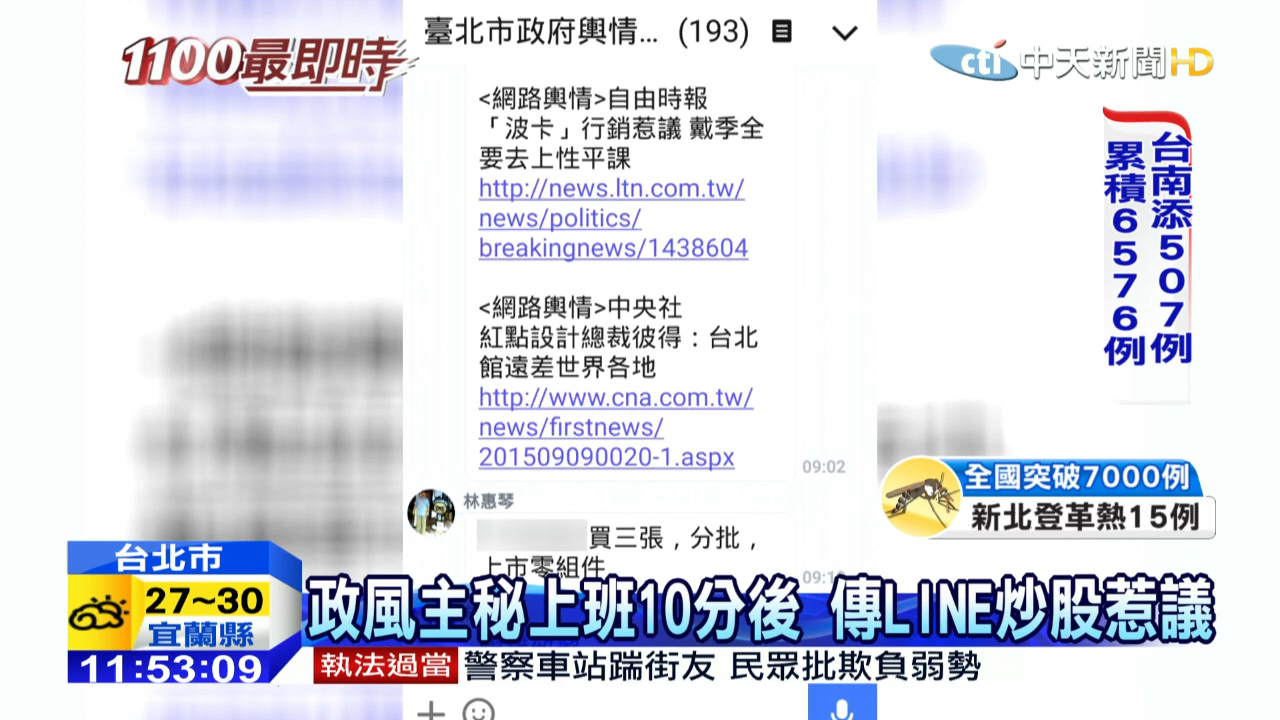 1100最即時
臺北市政府輿情... (193)
cti 中天新聞HD
<網路輿情>自由時報
「波卡」行銷惹議 戴季全
要去上性平課
http://news.ltn.com.tw/
news/politics/
breakingnews/1438604
<網路輿情>中央社
紅點設計總裁彼得：台北
館遠差世界各地
http://www.cna.com.tw/
news/firstnews/
201509090020-1.aspx
09:02
林惠琴
買三張，分批，
上市零組件
台南添507例
累積6576例
全國突破7000例
新北登革熱15例
台北市
27~30
宜蘭縣
11:53:09
政風主秘上班10分後 傳LINE炒股惹議
執法過當 警察車站踹街友 民眾批欺負弱勢